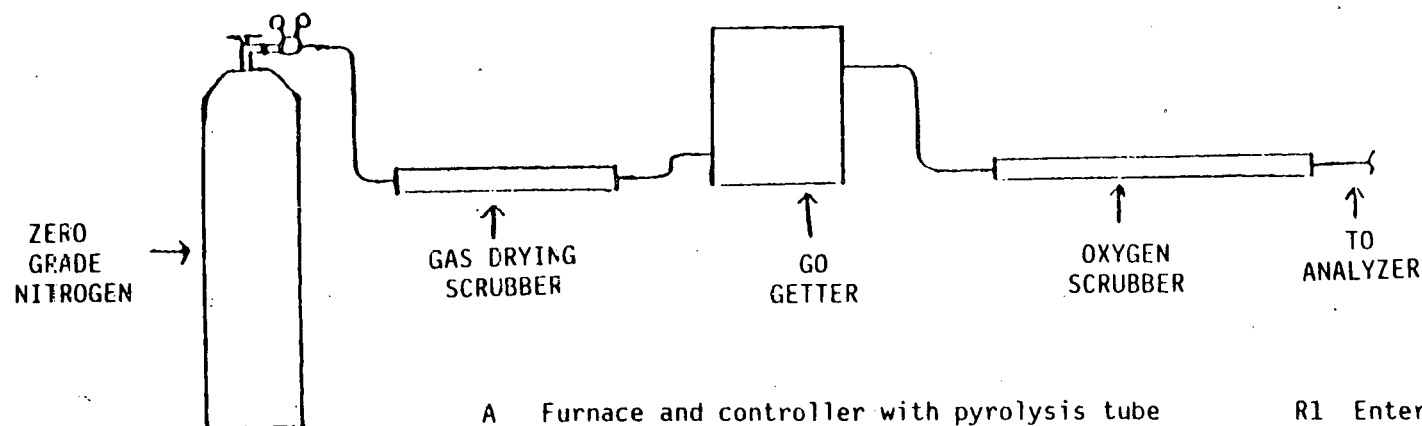 ZERO
GRADE
NITROGEN
GAS DRYING
SCRUBBER
GO
GETTER
OXYGEN
SCRUBBER
TO
ANALYZER
A Furnace and controller with pyrolysis tube
R1 Enter